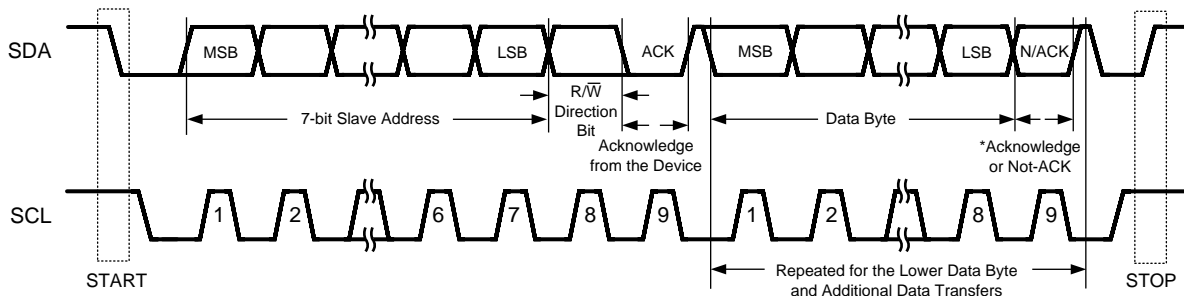 SDA
MSB
LSB
ACK
MSB
LSB
N/ACK
R/W̅
Direction
Bit
7-bit Slave Address
Acknowledge
from the Device
Data Byte
*Acknowledge
or Not-ACK
SCL
1
2
6
7
8
9
1
2
8
9
START
Repeated for the Lower Data Byte
and Additional Data Transfers
STOP